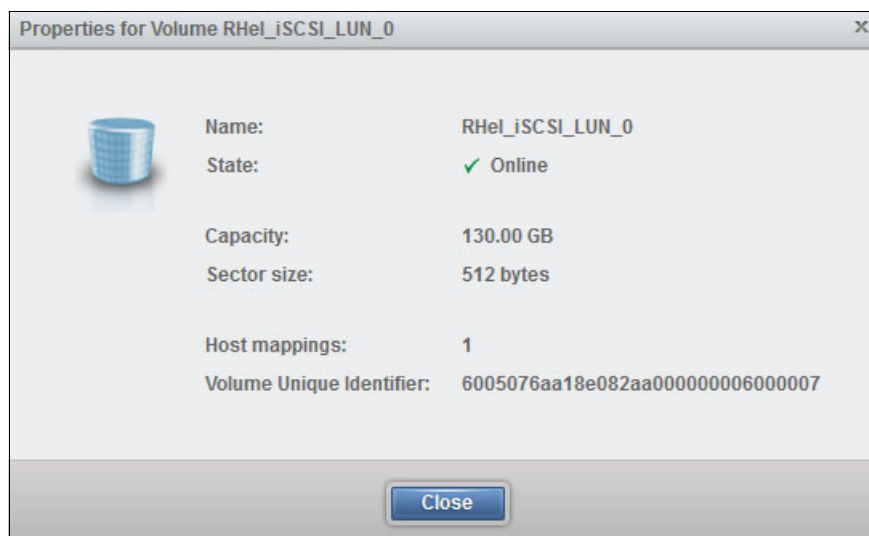 Properties for Volume RHel_iSCSI_LUN_0 x
Name: RHel_iSCSI_LUN_0
State: ✓ Online
Capacity: 130.00 GB
Sector size: 512 bytes
Host mappings: 1
Volume Unique Identifier: 6005076aa18e082aa000000006000007
Close